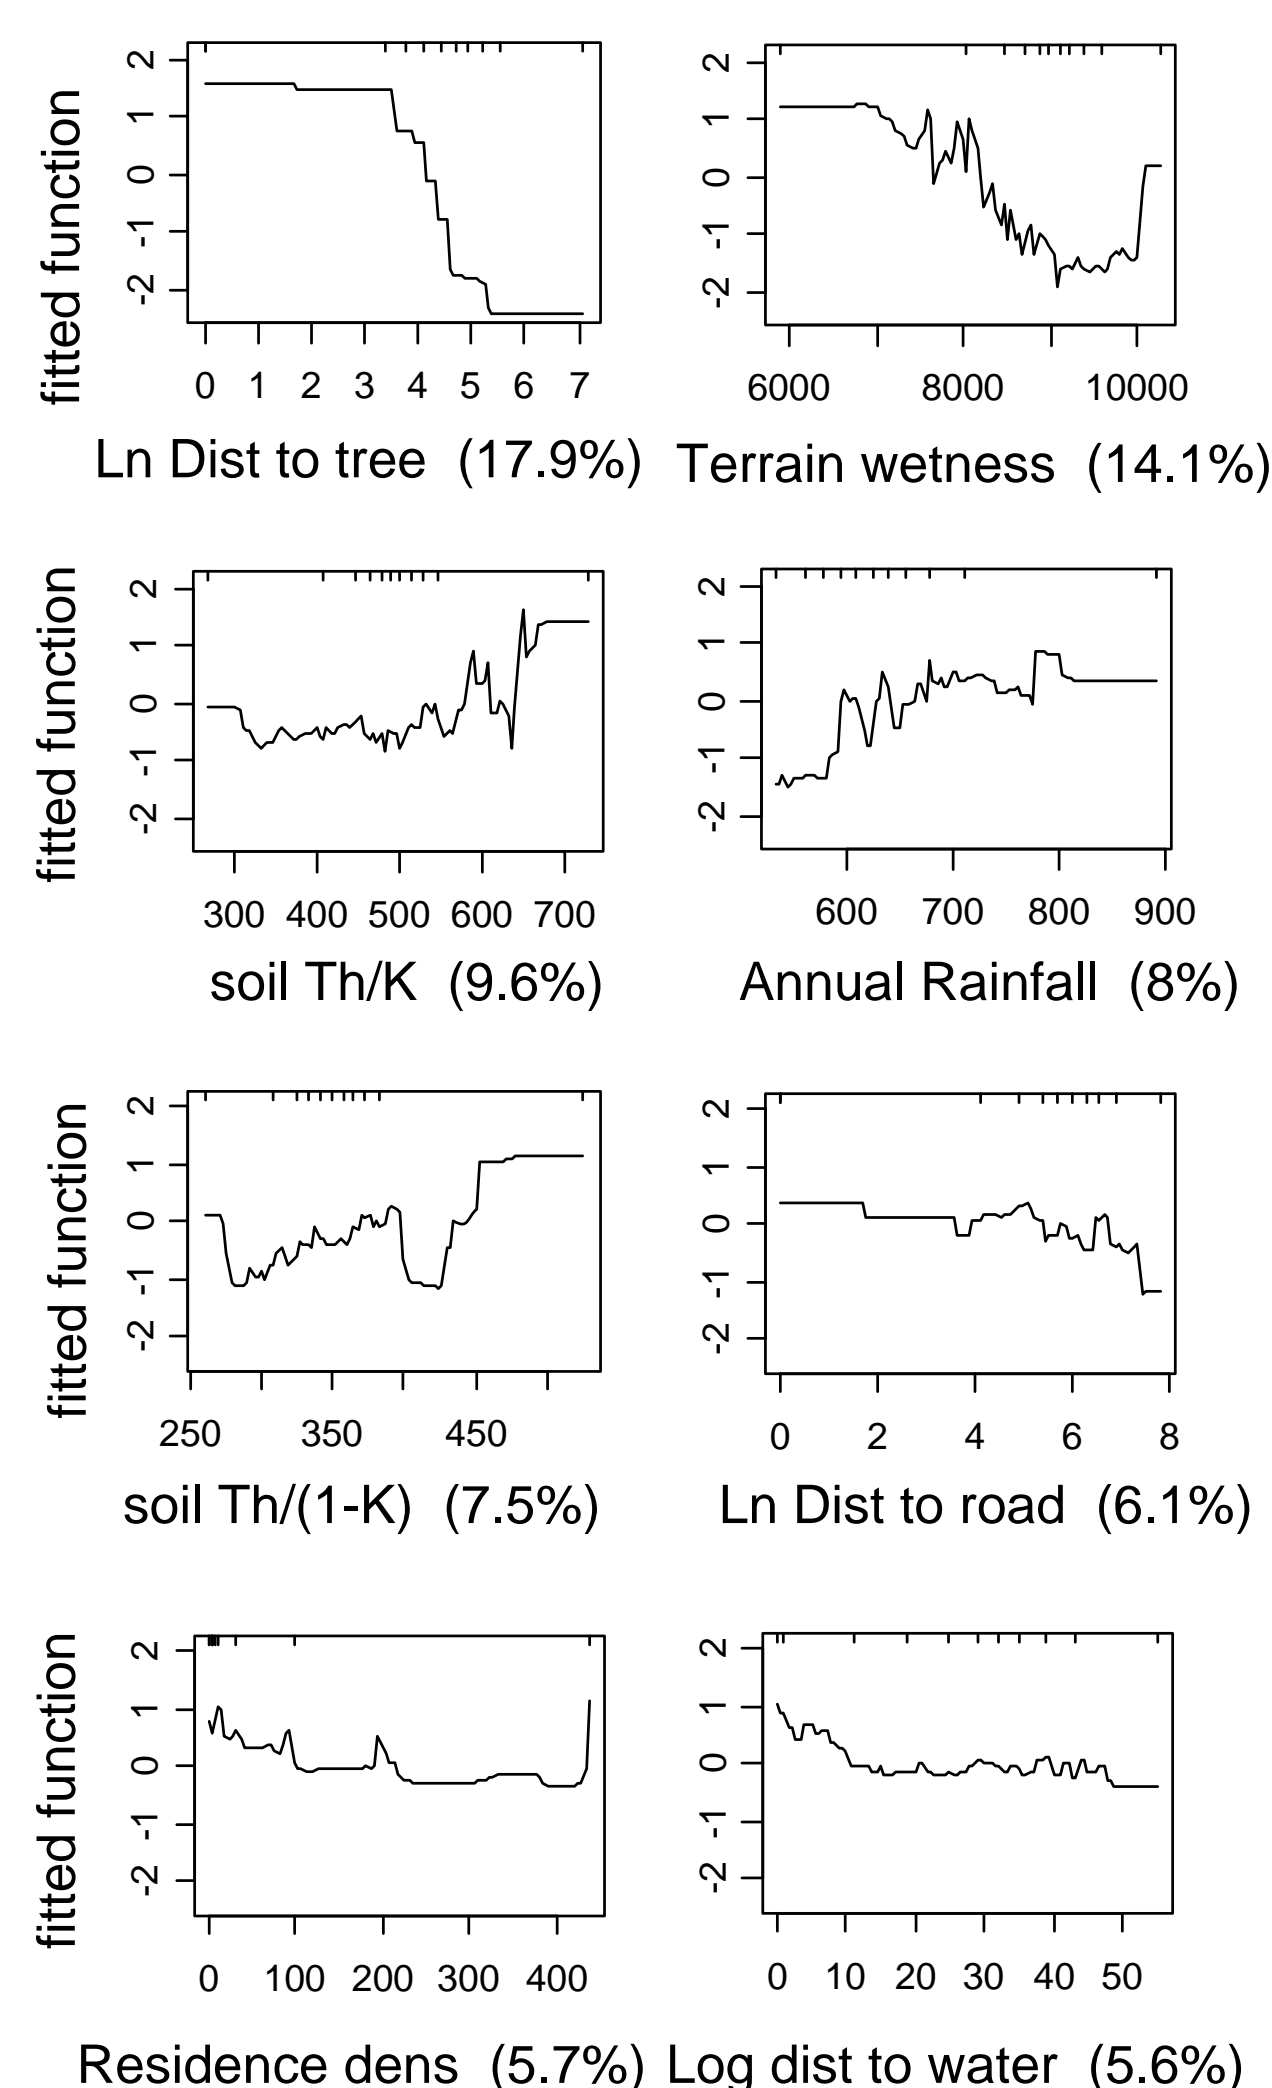 fitted function
2
1
0
-1
-2
0 1 2 3 4 5 6 7
Ln Dist to tree (17.9%)
2
1
0
-1
-2
6000 8000 10000
Terrain wetness (14.1%)
fitted function
2
1
0
-1
-2
300 400 500 600 700
soil Th/K (9.6%)
2
1
0
-1
-2
600 700 800 900
Annual Rainfall (8%)
fitted function
2
1
0
-1
-2
250 350 450
soil Th/(1-K) (7.5%)
2
1
0
-1
-2
0 2 4 6 8
Ln Dist to road (6.1%)
fitted function
2
1
0
-1
-2
0 100 200 300 400
Residence dens (5.7%)
2
1
0
-1
-2
0 10 20 30 40 50
Log dist to water (5.6%)